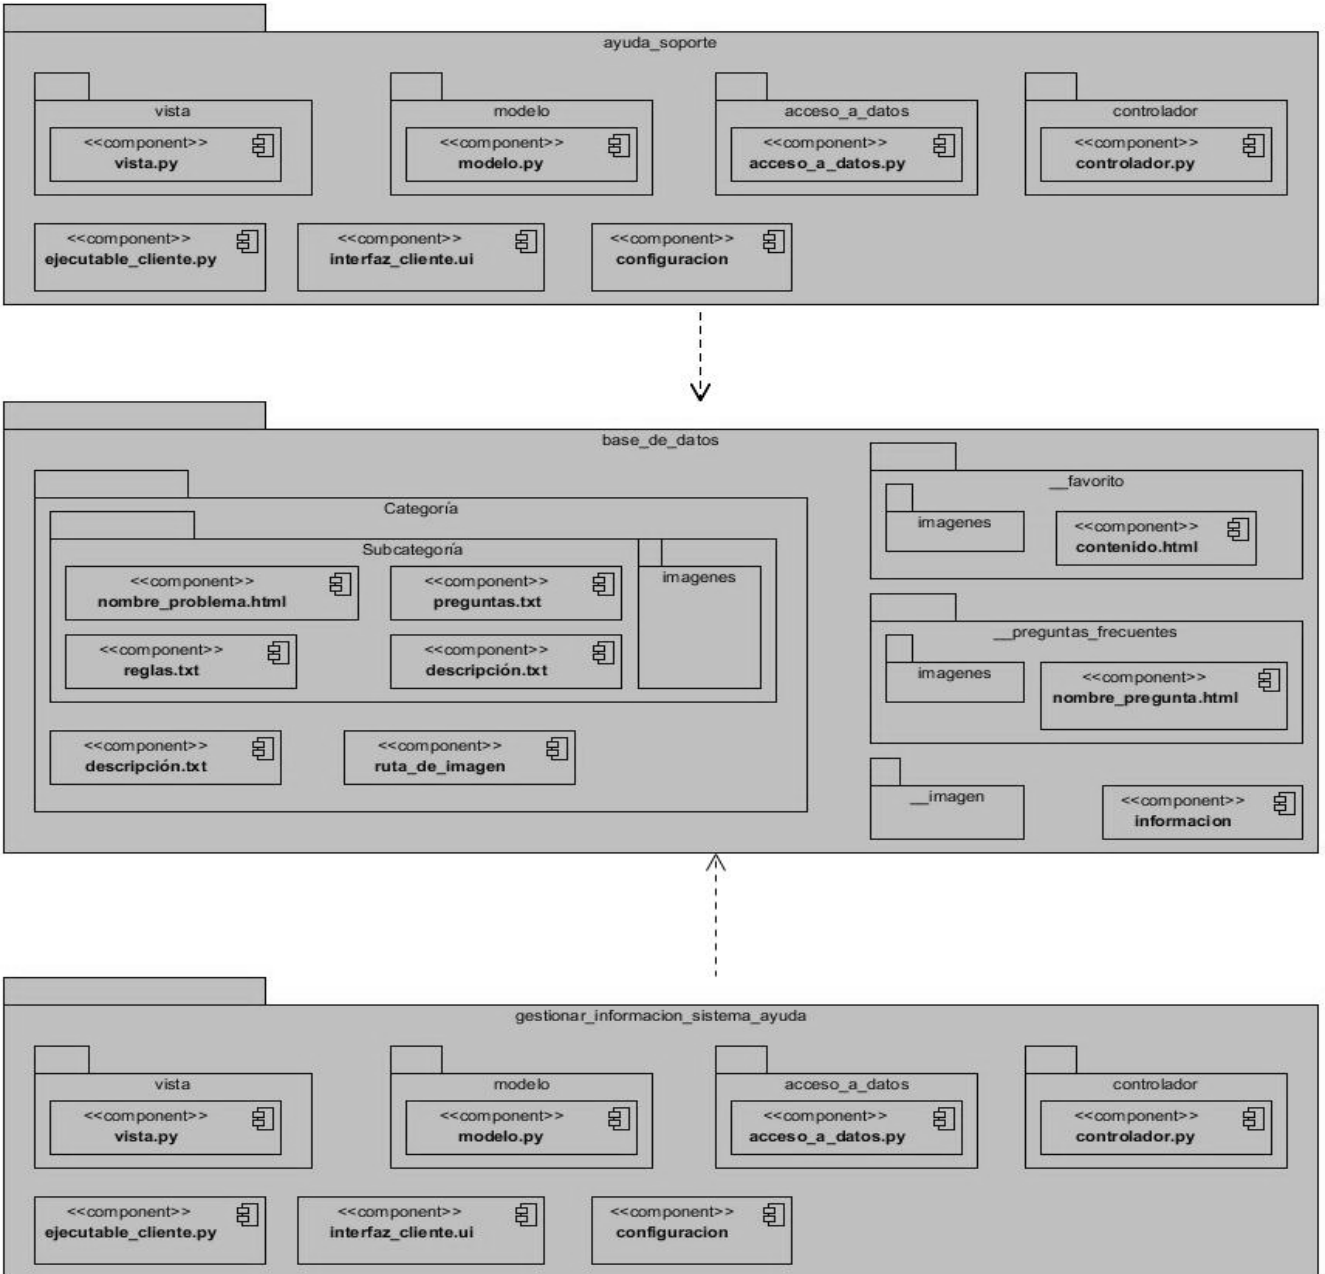 ayuda_soporte
vista
<<component>>
vista.py
modelo
<<component>>
modelo.py
acceso_a_datos
<<component>>
acceso_a_datos.py
controlador
<<component>>
controlador.py
<<component>>
ejecutable_cliente.py
<<component>>
interfaz_cliente.ui
<<component>>
configuracion
base_de_datos
Categoría
Subcategoría
<<component>>
nombre_problema.html
<<component>>
preguntas.txt
imagenes
<<component>>
reglas.txt
<<component>>
descripción.txt
<<component>>
descripción.txt
<<component>>
ruta_de_imagen
__favorito
imagenes
<<component>>
contenido.html
__preguntas_frecuentes
imagenes
<<component>>
nombre_pregunta.html
__imagen
<<component>>
informacion
gestionar_informacion_sistema_ayuda
vista
<<component>>
vista.py
modelo
<<component>>
modelo.py
acceso_a_datos
<<component>>
acceso_a_datos.py
controlador
<<component>>
controlador.py
<<component>>
ejecutable_cliente.py
<<component>>
interfaz_cliente.ui
<<component>>
configuracion